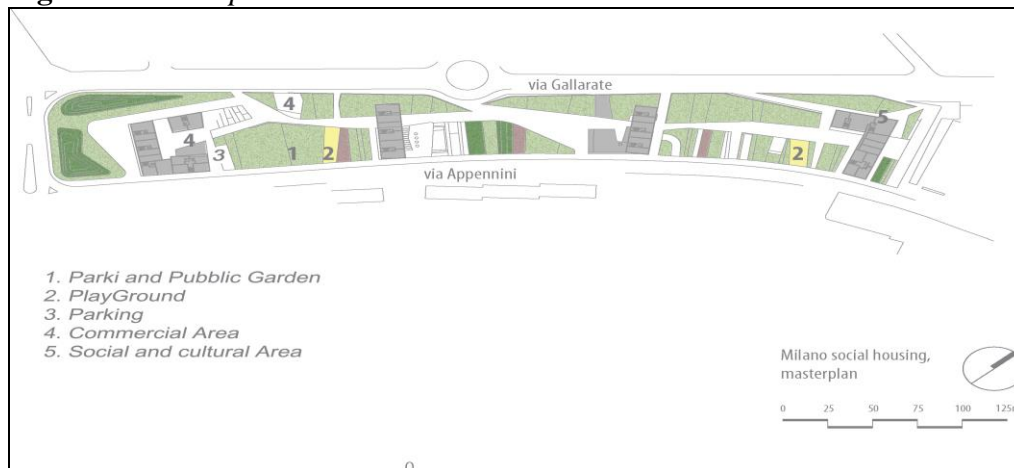 via Gallarate
4
5
4
3
1
2
2
via Appennini
1. Parki and Pubblic Garden
2. PlayGround
3. Parking
4. Commercial Area
5. Social and cultural Area
Milano social housing,
masterplan
0 25 50 75 100
0